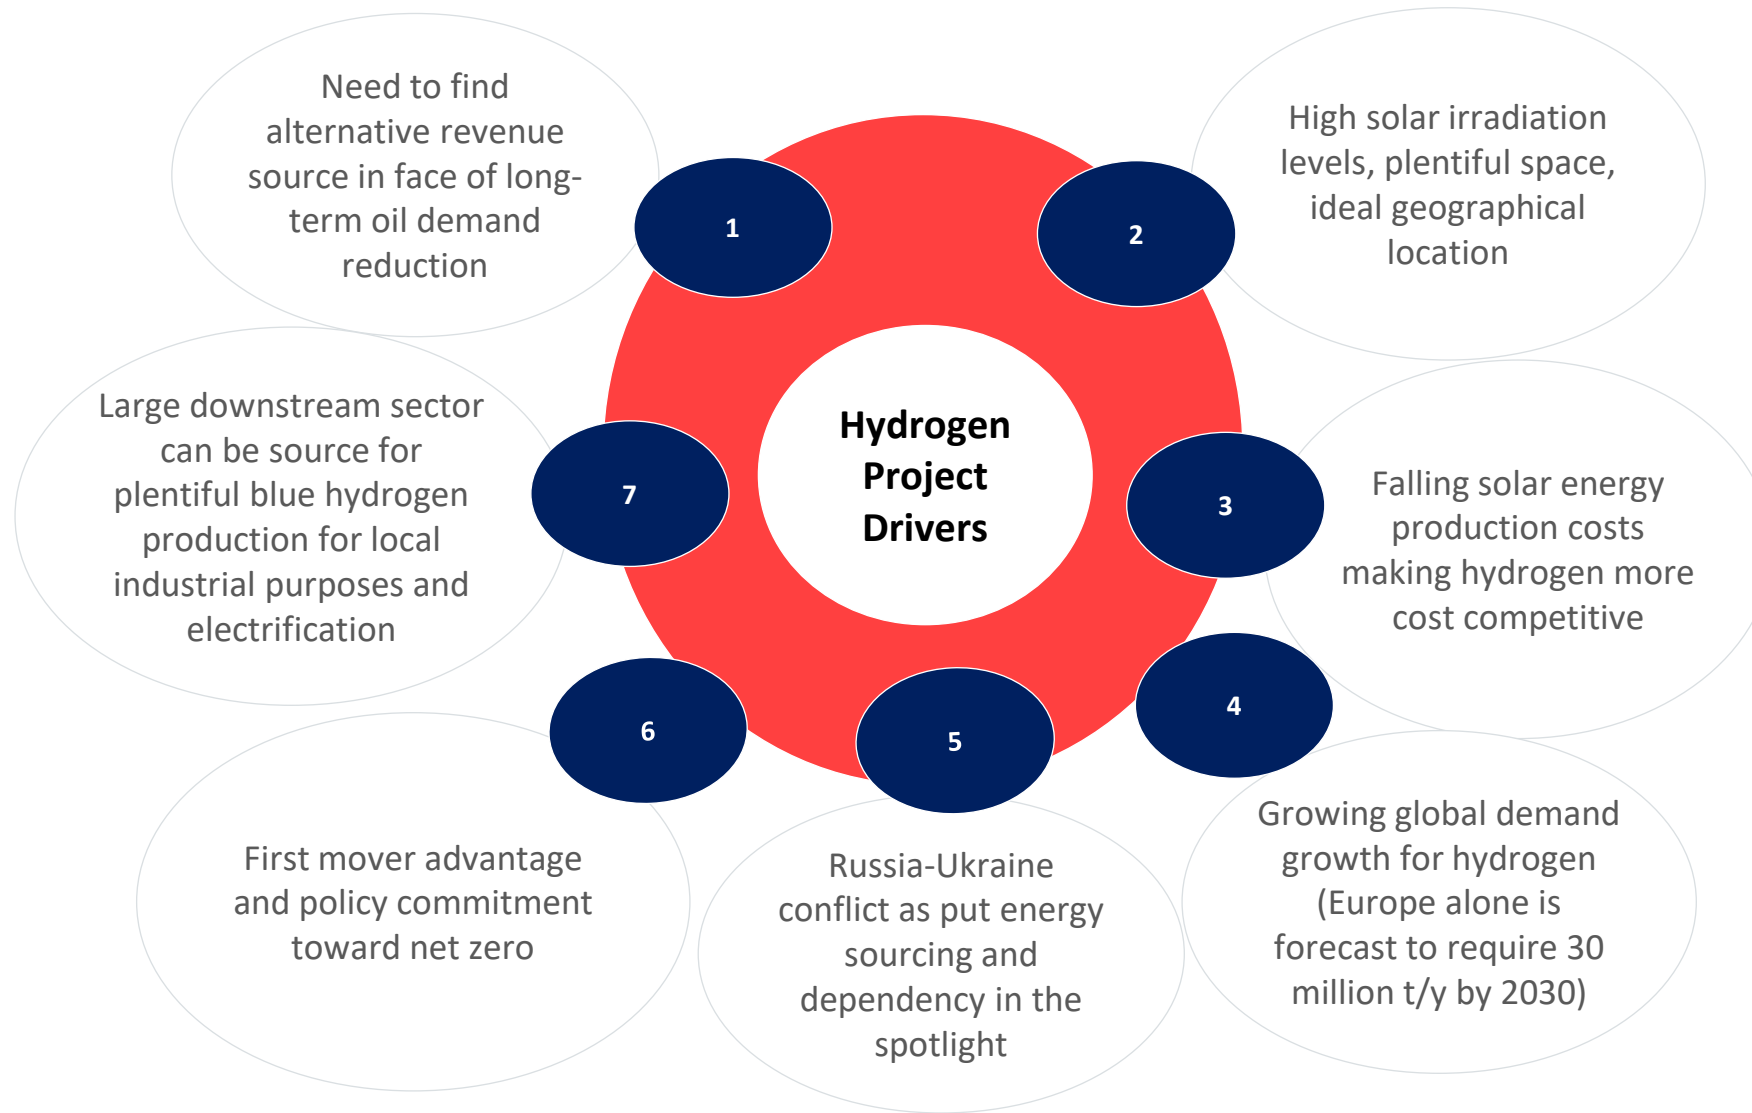 Hydrogen
Project
Drivers
1
Need to find
alternative revenue
source in face of long-
term oil demand
reduction
2
High solar irradiation
levels, plentiful space,
ideal geographical
location
3
Falling solar energy
production costs
making hydrogen more
cost competitive
4
Growing global demand
growth for hydrogen
(Europe alone is
forecast to require 30
million t/y by 2030)
5
Russia-Ukraine
conflict as put energy
sourcing and
dependency in the
spotlight
6
First mover advantage
and policy commitment
toward net zero
7
Large downstream sector
can be source for
plentiful blue hydrogen
production for local
industrial purposes and
electrification